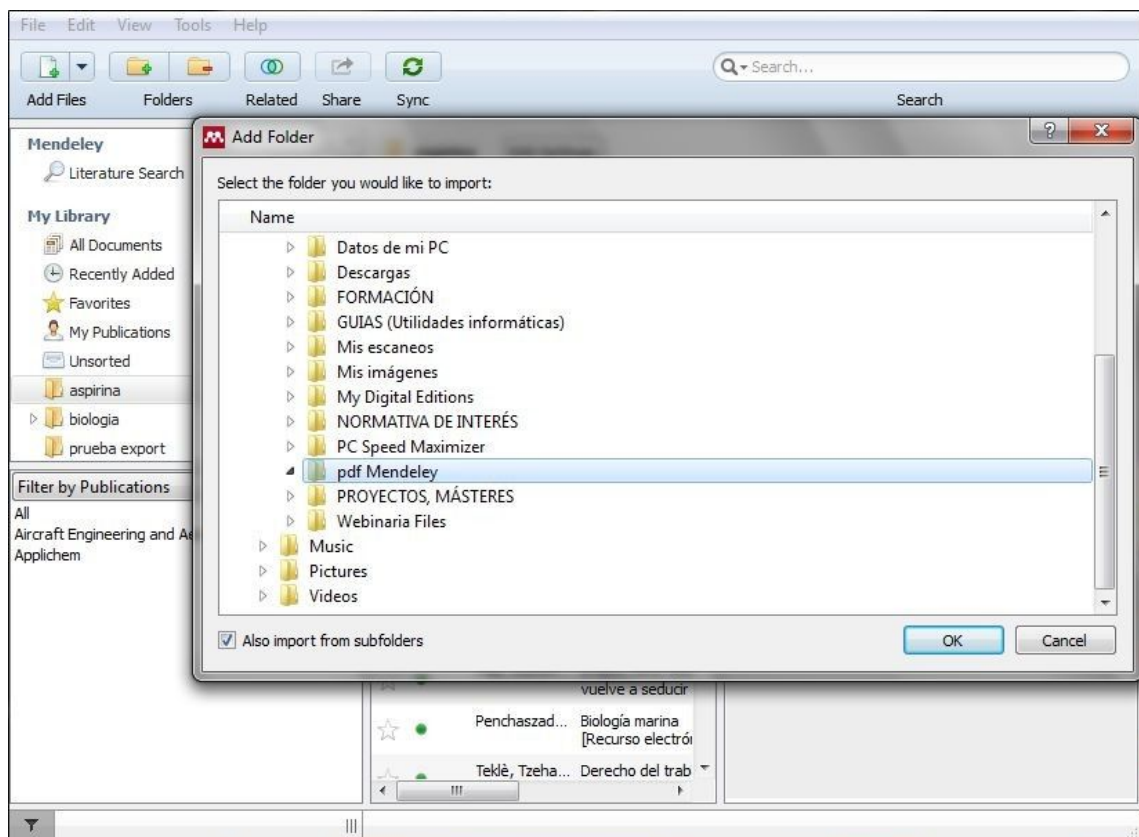 File Edit View Tools Help
Search...
Add Files Folders Related Share Sync Search
Mendeley
Literature Search
My Library
All Documents
Recently Added
Favorites
My Publications
Unsorted
aspirina
biologia
prueba export
Filter by Publications
All
Aircraft Engineering and
Applichem
Add Folder
Select the folder you would like to import:
Name
Datos de mi PC
Descargas
FORMACIÓN
GUIAS (Utilidades informáticas)
Mis escaneos
Mis imágenes
My Digital Editions
NORMATIVA DE INTERÉS
PC Speed Maximizer
pdf Mendeley
PROYECTOS, MÁSTERES
Webinaria Files
Music
Pictures
Videos
Also import from subfolders
OK Cancel
vuelve a seducir
Penchaszad... Biología marina
[Recurso electró
Teklè, Tzeha... Derecho del trab